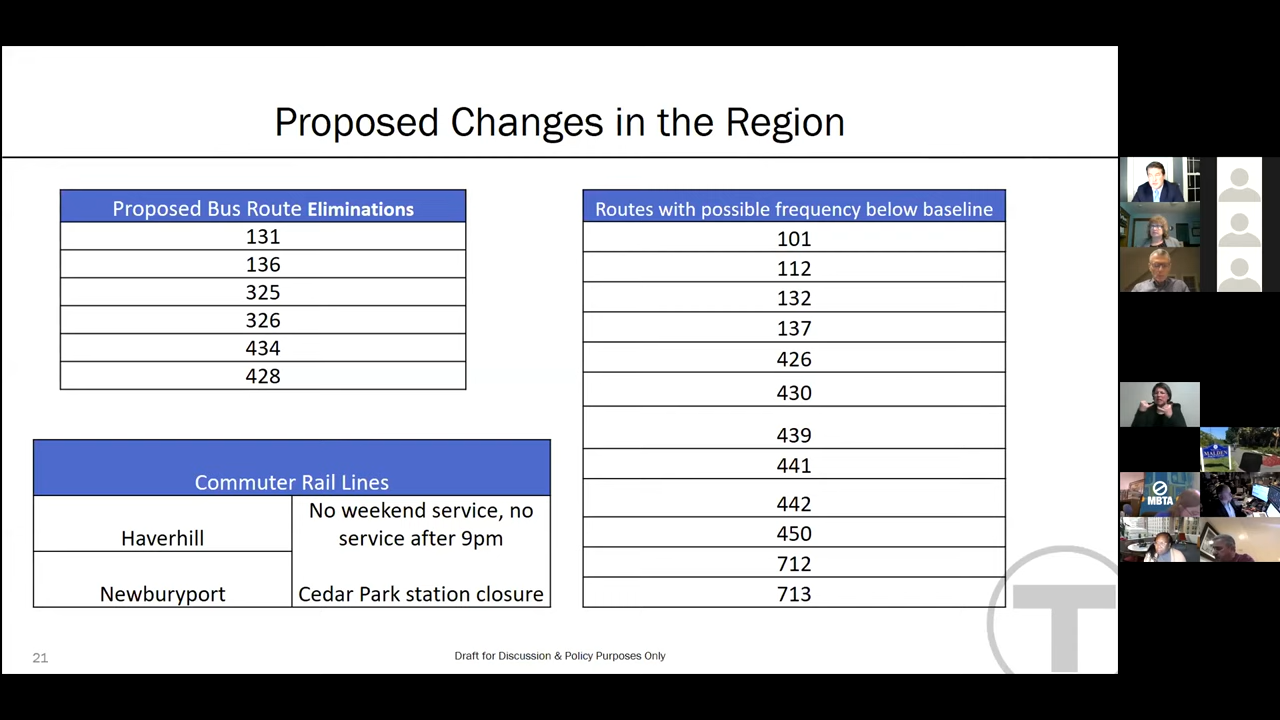 Proposed Changes in the Region
Proposed Bus Route Eliminations
131
136
325
326
434
428
Commuter Rail Lines
Haverhill
No weekend service, no
service after 9pm
Newburyport
Cedar Park station closure
Routes with possible frequency below baseline
101
112
132
137
426
430
439
441
442
450
712
713
21
Draft for Discussion & Policy Purposes Only
T
MALDEN
MBTA